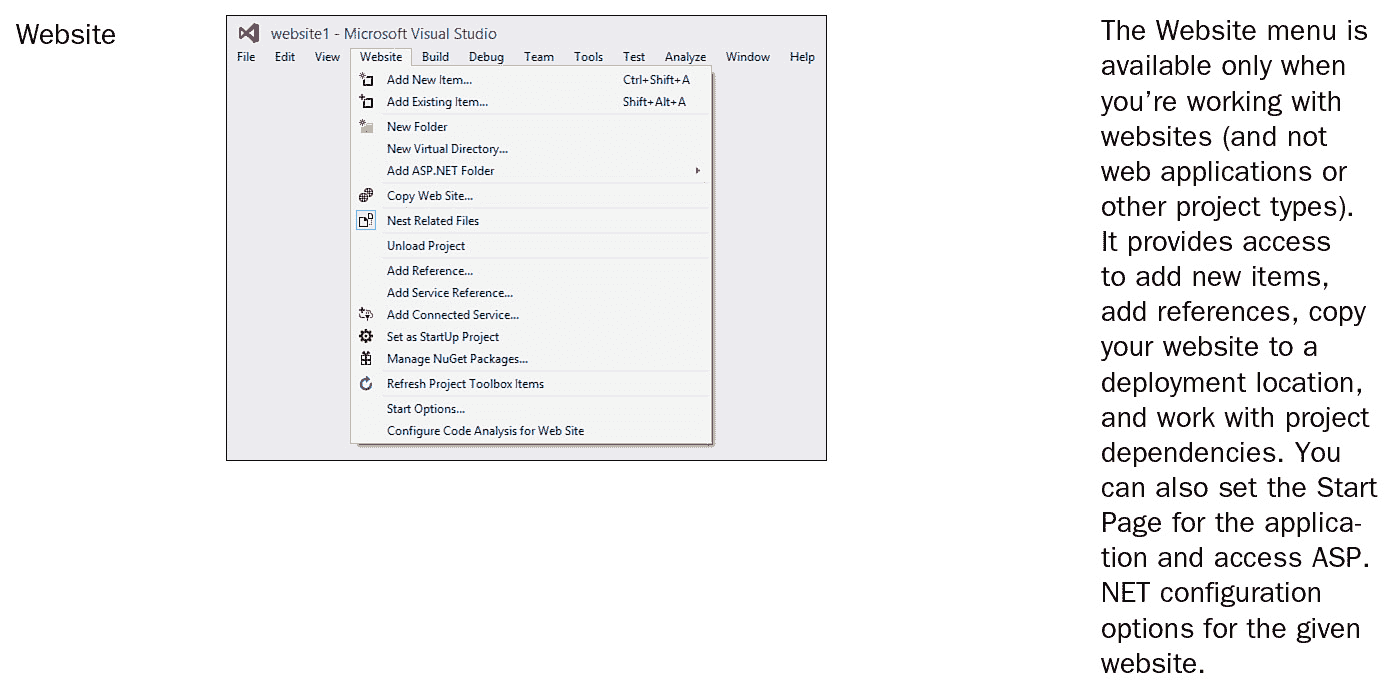 Website
website1 - Microsoft Visual Studio
File Edit View Website Build Debug Team Tools Test Analyze Window Help
Add New Item... Ctrl+Shift+A
Add Existing Item... Shift+Alt+A
New Folder
New Virtual Directory...
Add ASP.NET Folder
Copy Web Site...
Nest Related Files
Unload Project
Add Reference...
Add Service Reference...
Add Connected Service...
Set as StartUp Project
Manage NuGet Packages...
Refresh Project Toolbox Items
Start Options...
Configure Code Analysis for Web Site
The Website menu is
available only when
you’re working with
websites (and not
web applications or
other project types).
It provides access
to add new items,
add references, copy
your website to a
deployment location,
and work with project
dependencies. You
can also set the Start
Page for the applica-
tion and access ASP.
NET configuration
options for the given
website.